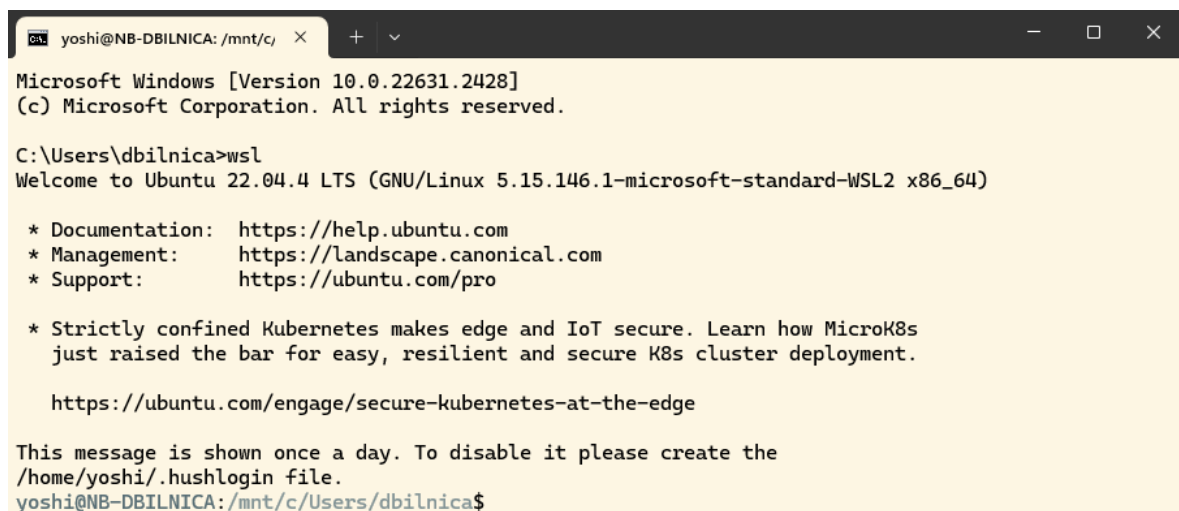 yoshi@NB-DBILNICA: /mnt/c/
Microsoft Windows [Version 10.0.22631.2428]
(c) Microsoft Corporation. All rights reserved.
C:\Users\dbilnica>wsl
Welcome to Ubuntu 22.04.4 LTS (GNU/Linux 5.15.146.1-microsoft-standard-WSL2 x86_64)
* Documentation:  https://help.ubuntu.com
* Management:     https://landscape.canonical.com
* Support:        https://ubuntu.com/pro
* Strictly confined Kubernetes makes edge and IoT secure. Learn how MicroK8s
just raised the bar for easy, resilient and secure K8s cluster deployment.
https://ubuntu.com/engage/secure-kubernetes-at-the-edge
This message is shown once a day. To disable it please create the
/home/yoshi/.hushlogin file.
yoshi@NB-DBILNICA:/mnt/c/Users/dbilnica$